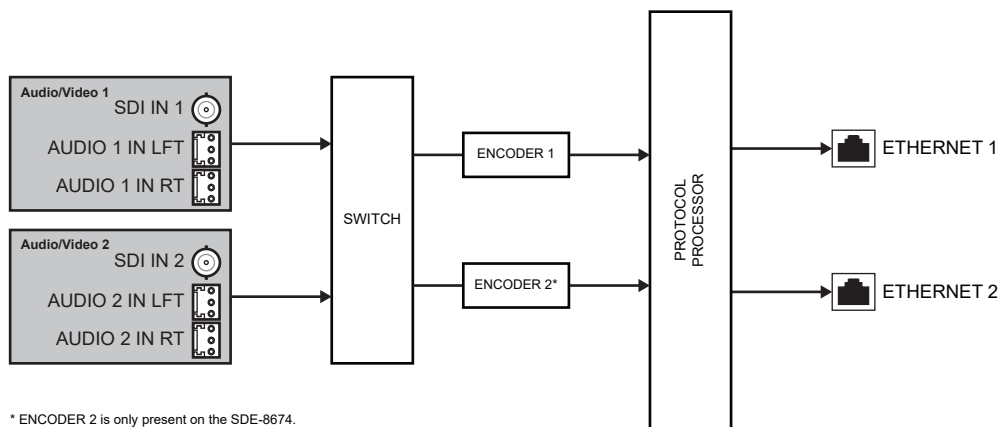 Audio/Video 1
SDI IN 1
AUDIO 1 IN LFT
AUDIO 1 IN RT
Audio/Video 2
SDI IN 2
AUDIO 2 IN LFT
AUDIO 2 IN RT
SWITCH
ENCODER 1
ENCODER 2*
PROTOCOL
PROCESSOR
ETHERNET 1
ETHERNET 2
* ENCODER 2 is only present on the SDE-8674.